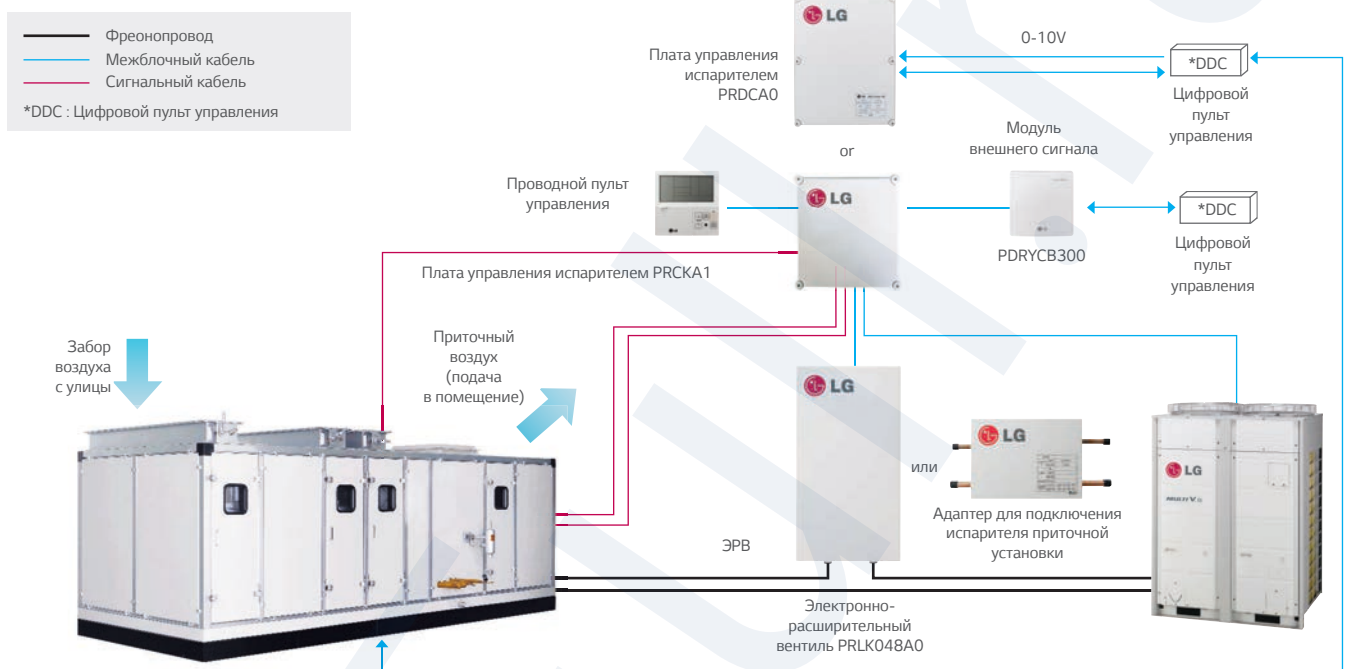 Фреонопровод
Межблочный кабель
Сигнальный кабель
*DDC : Цифровой пульт управления
LG
Плата управления
испарителем
PRDCA0
0-10V
*DDC
Цифровой
пульт
управления
or
Модуль
внешнего сигнала
Проводной пульт
управления
LG
*DDC
PDRYCB300
Цифровой
пульт
управления
Плата управления испарителем PRCKA1
Забор
воздуха
с улицы
Приточный
воздух
(подача
в помещение)
LG
или
LG
Адаптер для подключения
испарителя приточной
установки
LG
MULTI V
ЭРВ
Электронно-
расширительный
вентиль PRLK048A0